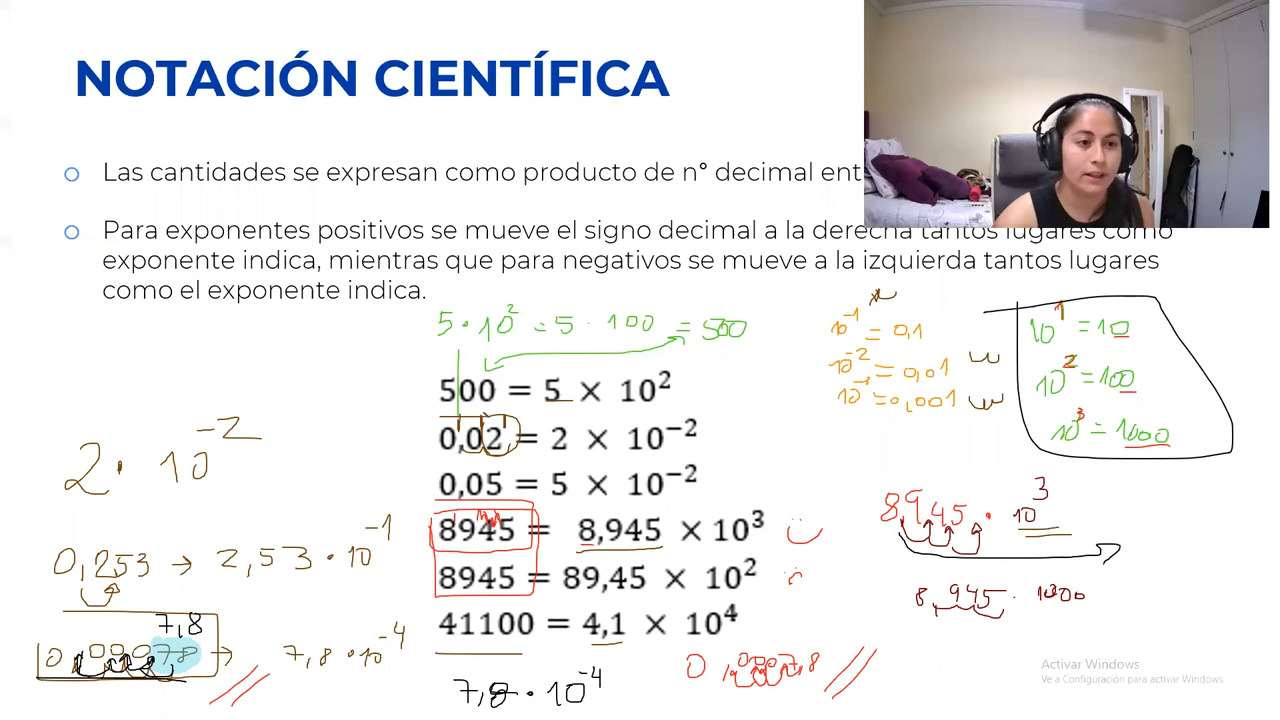 NOTACIÓN CIENTÍFICA
Las cantidades se expresan como producto de n° decimal ent
Para exponentes positivos se mueve el signo decimal a la derecha tantos lugares como
exponente indica, mientras que para negativos se mueve a la izquierda tantos lugares
como el exponente indica.
5 · 10² = 5 · 100 = 500
500 = 5 × 10²
0,02 = 2 × 10⁻²
0,05 = 5 × 10⁻²
8945 = 8,945 × 10³
8945 = 89,45 × 10²
41100 = 4,1 × 10⁴
7,8 · 10⁻⁴
2 · 10⁻²
0,253 → 2,53 · 10⁻¹
7,8
0,00078 → 7,8 · 10⁻⁴
10⁻¹ = 0,1
10⁻² = 0,01
10⁻³ = 0,001
10¹ = 10
10² = 100
10³ = 1000
8,945 · 10³
8,945 · 1000
Activar Windows
Ve a Configuración para activar Windows.